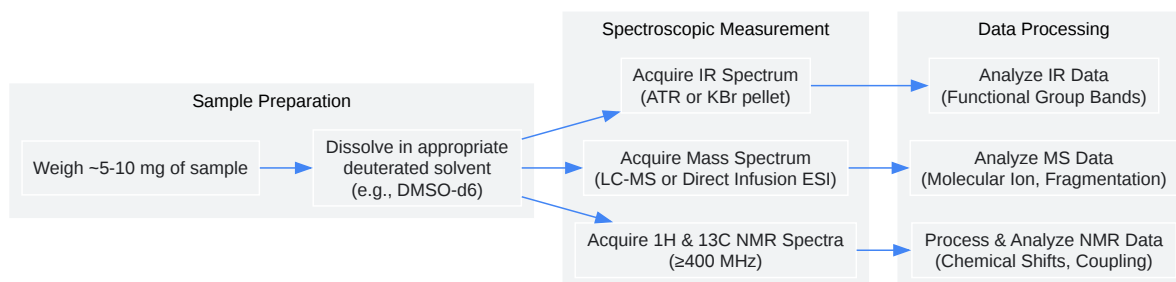 Sample Preparation
Weigh ~5-10 mg of sample
Dissolve in appropriate
deuterated solvent
(e.g., DMSO-d6)
Spectroscopic Measurement
Acquire IR Spectrum
(ATR or KBr pellet)
Acquire Mass Spectrum
(LC-MS or Direct Infusion ESI)
Acquire 1H & 13C NMR Spectra
(≥400 MHz)
Data Processing
Analyze IR Data
(Functional Group Bands)
Analyze MS Data
(Molecular Ion, Fragmentation)
Process & Analyze NMR Data
(Chemical Shifts, Coupling)